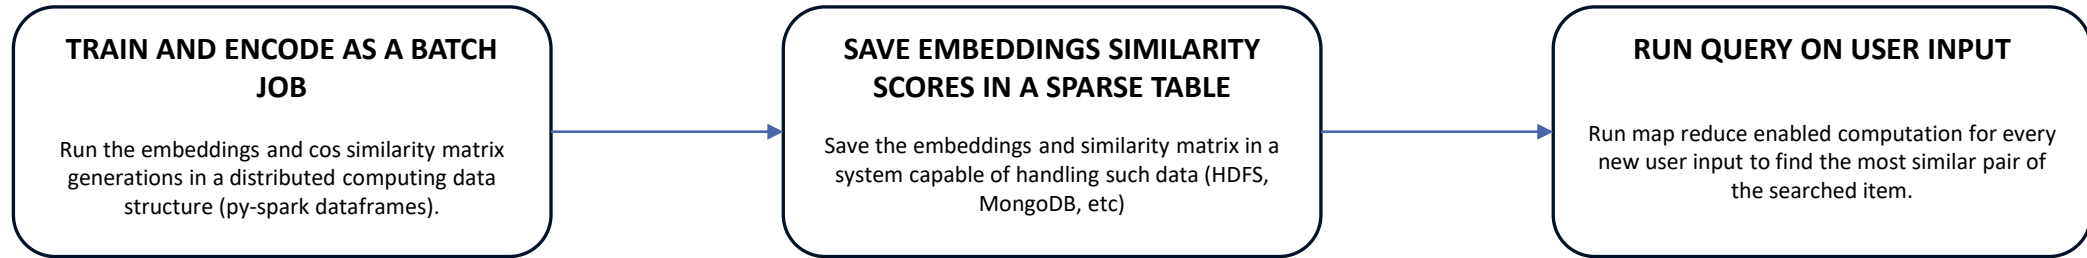 TRAIN AND ENCODE AS A BATCH
JOB
Run the embeddings and cos similarity matrix
generations in a distributed computing data
structure (py-spark dataframes).
SAVE EMBEDDINGS SIMILARITY
SCORES IN A SPARSE TABLE
Save the embeddings and similarity matrix in a
system capable of handling such data (HDFS,
MongoDB, etc)
RUN QUERY ON USER INPUT
Run map reduce enabled computation for every
new user input to find the most similar pair of
the searched item.